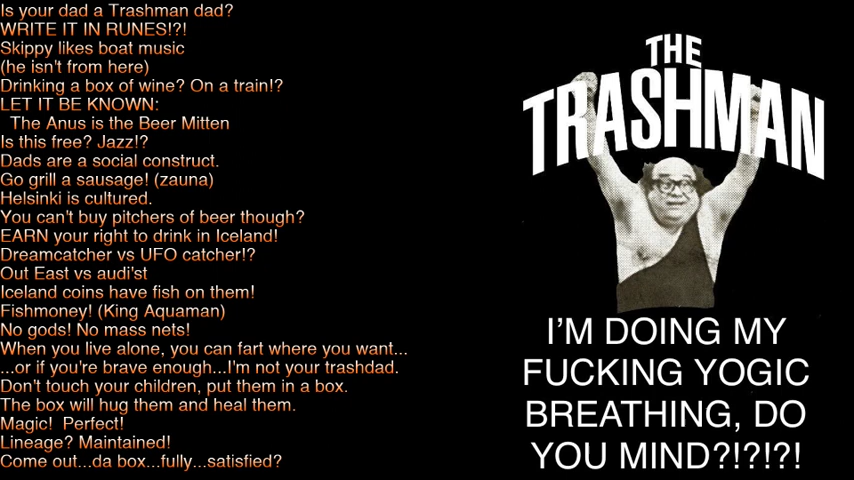 Is your dad a Trashman dad?
WRITE IT IN RUNES!?!
Skippy likes boat music
(he isn't from here)
Drinking a box of wine? On a train!?
LET IT BE KNOWN:
The Anus is the Beer Mitten
Is this free? Jazz!?
Dads are a social construct.
Go grill a sausage! (zauna)
Helsinki is cultured.
You can't buy pitchers of beer though?
EARN your right to drink in Iceland!
Dreamcatcher vs UFO catcher!?
Out East vs audi'st
Iceland coins have fish on them!
Fishmoney! (King Aquaman)
No gods! No mass nets!
When you live alone, you can fart where you want...
...or if you're brave enough...I'm not your trashdad.
Don't touch your children, put them in a box.
The box will hug them and heal them.
Magic!  Perfect!
Lineage? Maintained!
Come out...da box...fully...satisfied?
THE
TRASHMAN
I'M DOING MY
FUCKING YOGIC
BREATHING, DO
YOU MIND?!?!?!